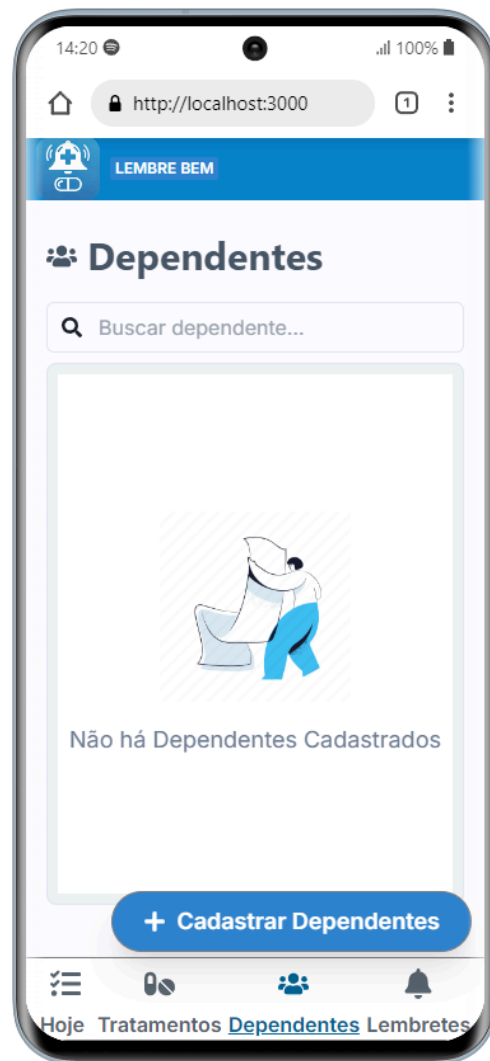 14:20
100%
http://localhost:3000
1
LEMBRE BEM
Dependentes
Buscar dependente...
Não há Dependentes Cadastrados
+ Cadastrar Dependentes
Hoje Tratamentos Dependentes Lembretes